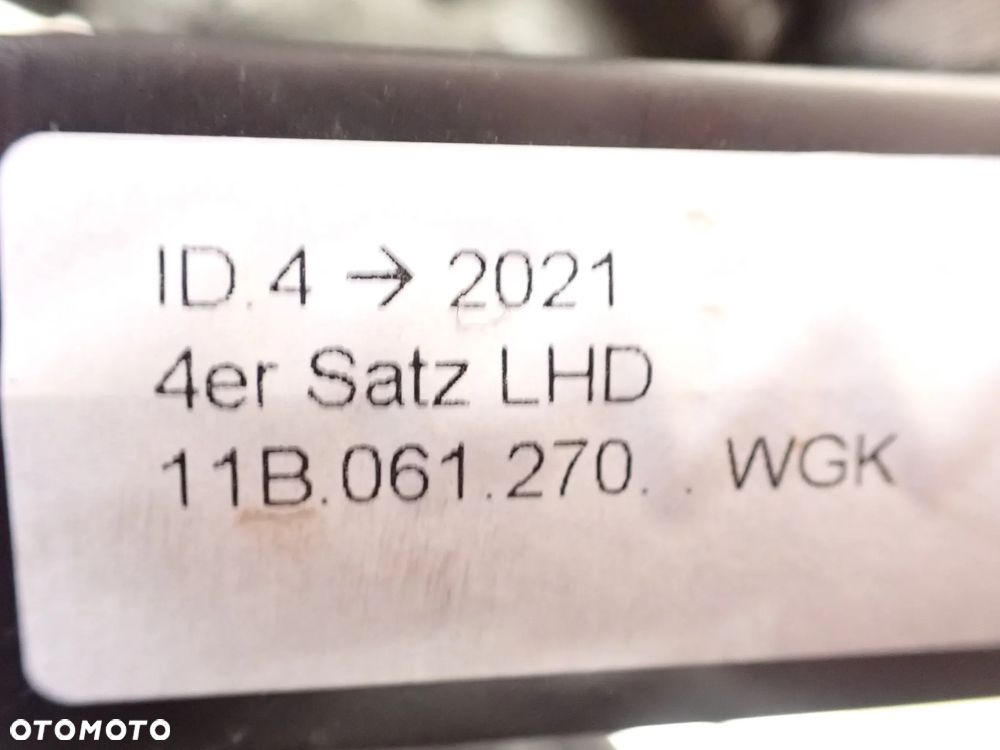 ID.4 → 2021
4er Satz LHD
11B.061.270. . WGK
OTOMOTO